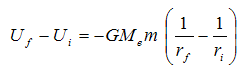 U_f − U_i = −GM_e m (1/r_f − 1/r_i)